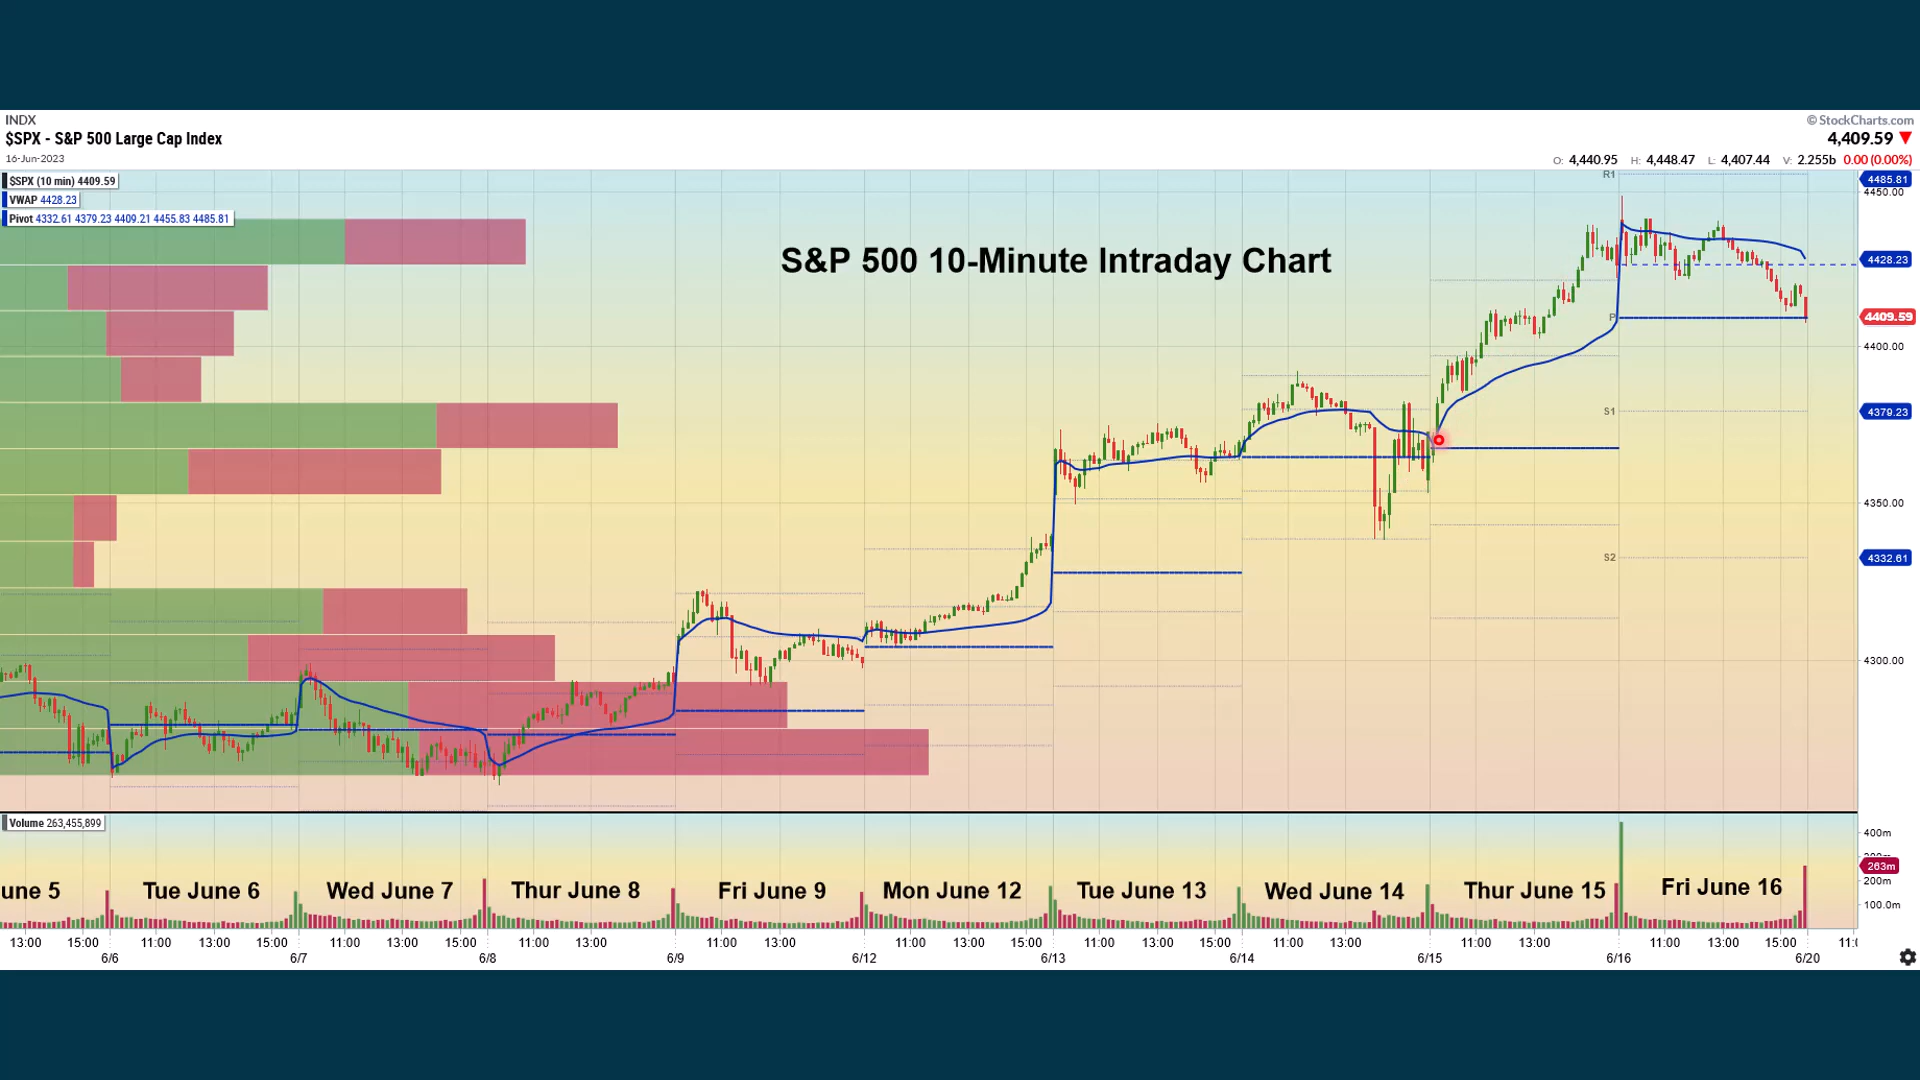 INDX
© StockCharts.com
$SPX - S&P 500 Large Cap Index
4,409.59
16-Jun-2023
O: 4,440.95 H: 4,448.47 L: 4,407.44 V: 2.255b 0.00 (0.00%)
$SPX (10 min) 4409.59
VWAP 4428.23
Pivot 4332.61 4379.23 4409.21 4455.83 4485.81
S&P 500 10-Minute Intraday Chart
R1
P
S1
S2
4485.81
4450.00
4428.23
4409.59
4400.00
4379.23
4350.00
4332.61
4300.00
Volume 263,455,899
400m
263m
200m
100.0m
une 5 Tue June 6 Wed June 7 Thur June 8 Fri June 9 Mon June 12 Tue June 13 Wed June 14 Thur June 15 Fri June 16
13:00 15:00 11:00 13:00 15:00 11:00 13:00 15:00 11:00 13:00 11:00 13:00 11:00 13:00 15:00 11:00 13:00 15:00 11:00 13:00 11:00 13:00 11:00 13:00 15:00
6/6 6/7 6/8 6/9 6/12 6/13 6/14 6/15 6/16 6/20